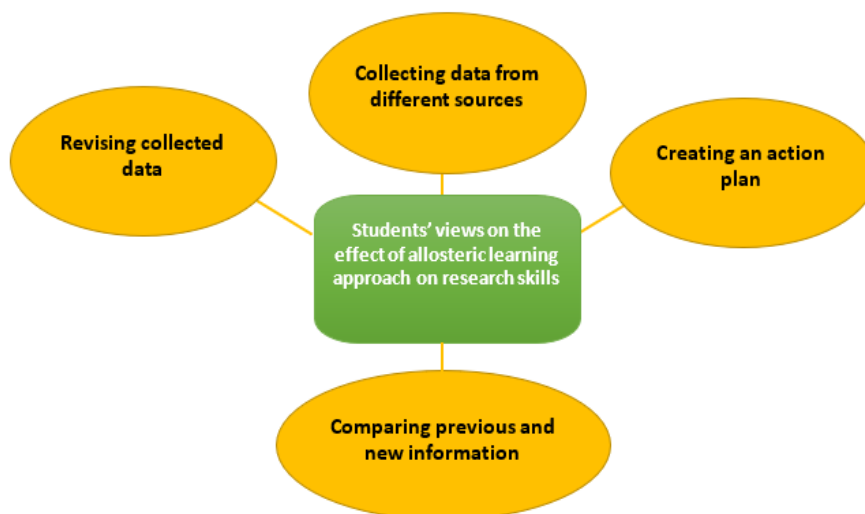 Collecting data from
different sources
Revising collected
data
Creating an action
plan
Students’ views on the
effect of allosteric learning
approach on research skills
Comparing previous and
new information